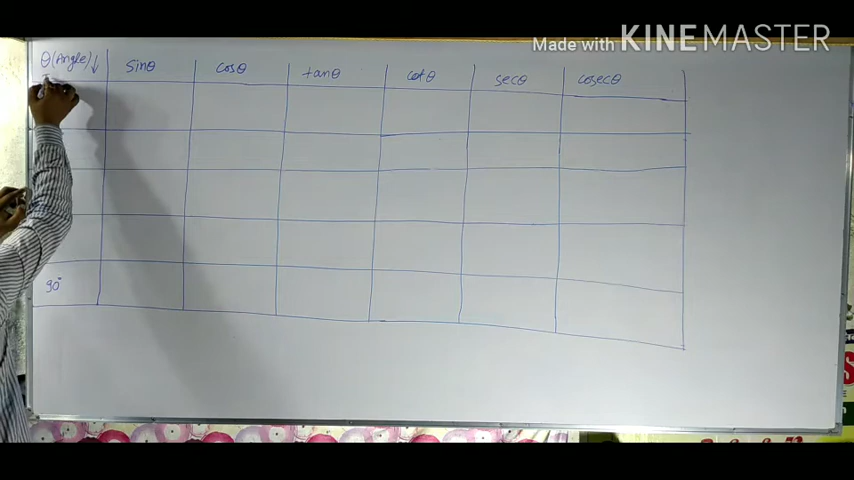 Made with KINEMASTER
θ(Angle)↓ sinθ cosθ tanθ cotθ secθ cosecθ
90°